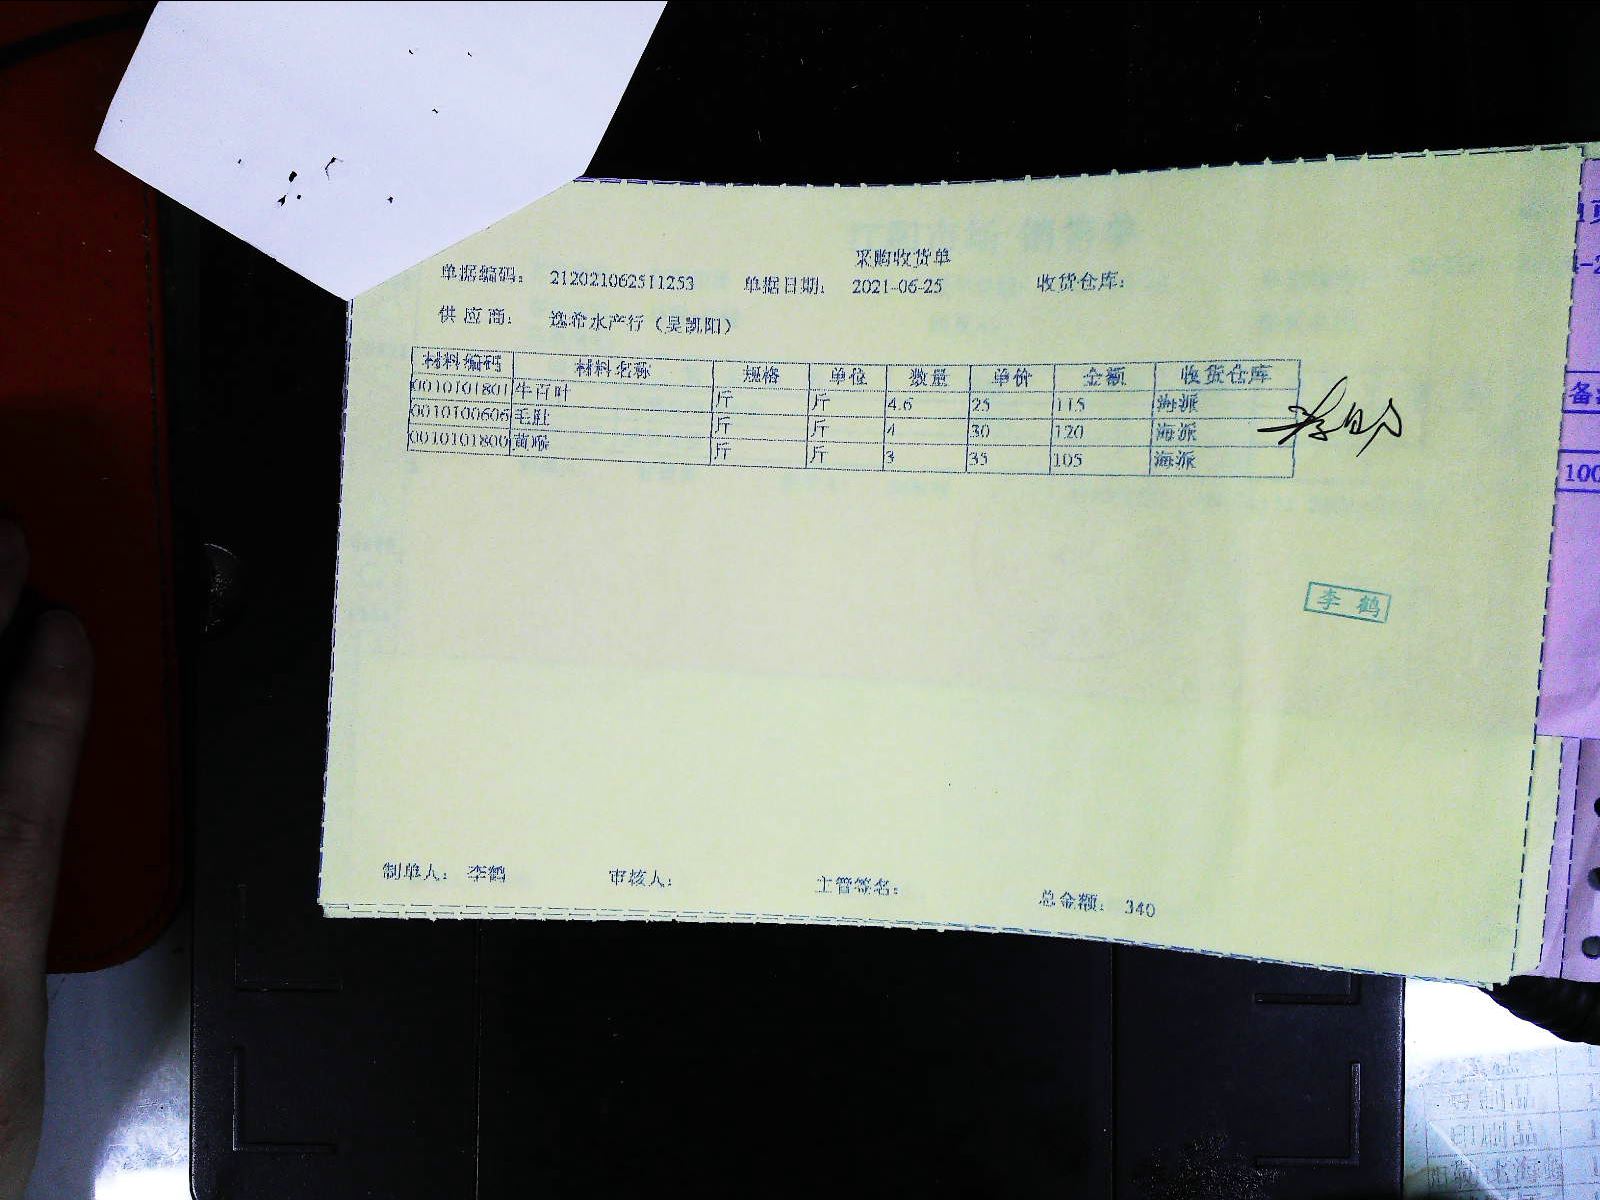 采购收货单
单据编码： 212021062511253 单据日期： 2021-06-25 收货仓库：
供应商： 逸希水产行（吴凯阳）
材料编码 材料名称 规格 单位 数量 单价 金额 收货仓库
0010101801 牛百叶 斤 斤 4.6 25 115 海派
0010100606 毛肚 斤 斤 4 30 120 海派
0010101800 黄喉 斤 斤 3 35 105 海派
李鹤
制单人： 李鹤 审核人： 主管签名： 总金额： 340
备
100
印刷品